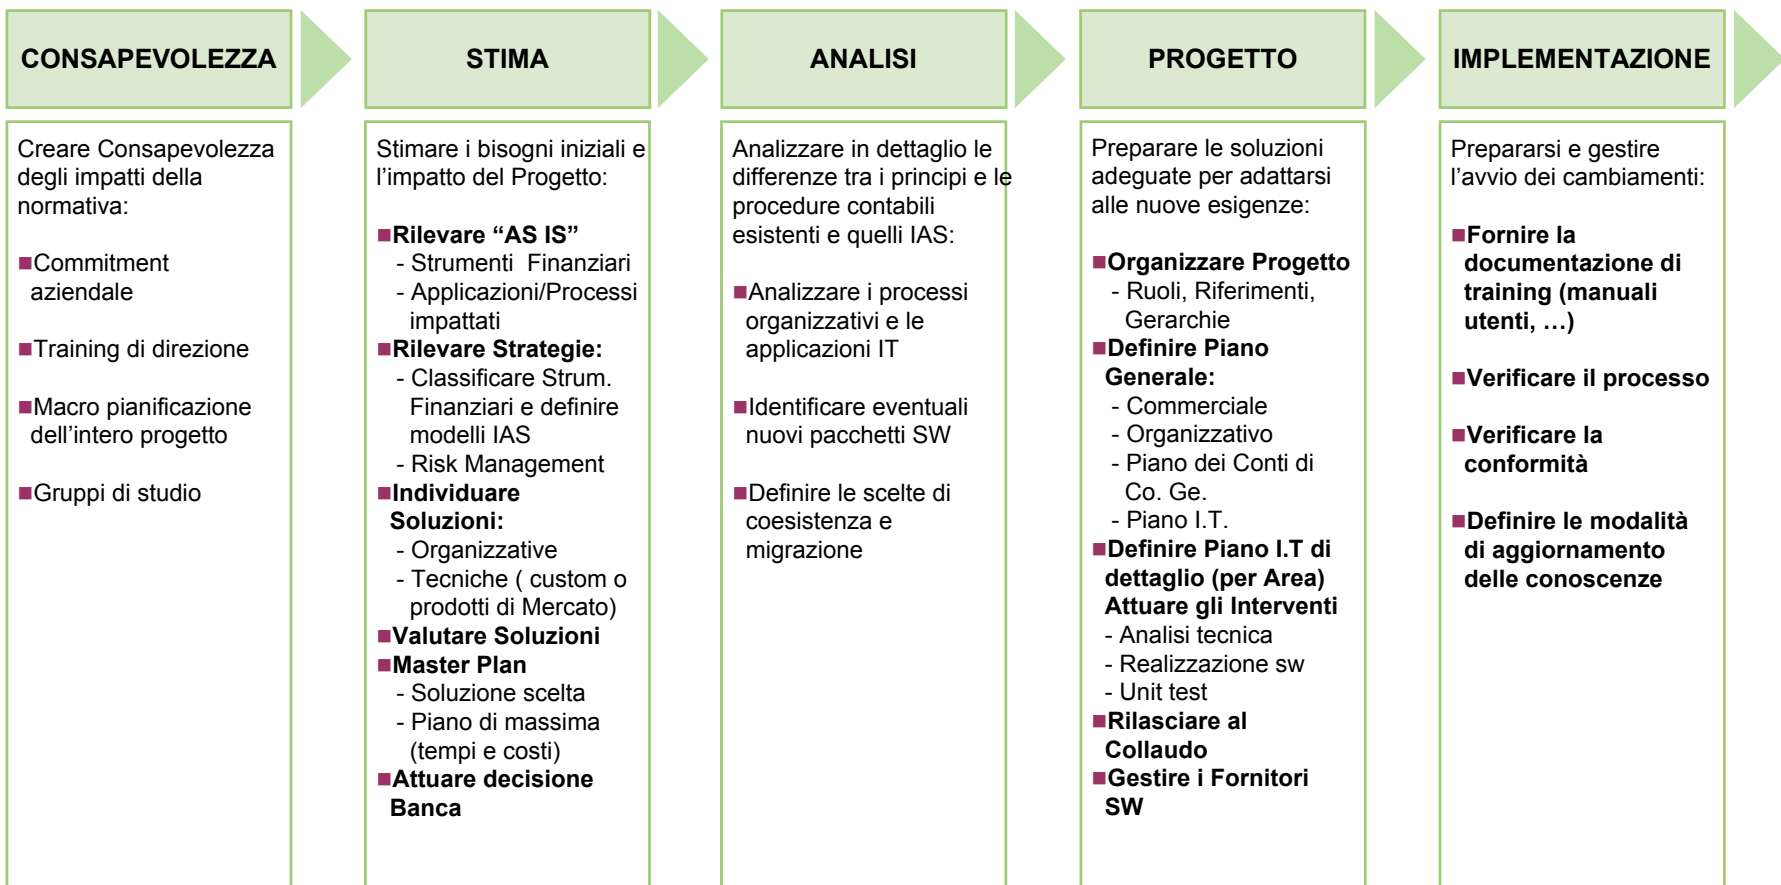 CONSAPEVOLEZZA
STIMA
ANALISI
PROGETTO
IMPLEMENTAZIONE
Creare Consapevolezza
degli impatti della
normativa:
■Commitment
aziendale
■Training di direzione
■Macro pianificazione
dell’intero progetto
■Gruppi di studio
Stimare i bisogni iniziali e
l’impatto del Progetto:
■Rilevare “AS IS”
- Strumenti Finanziari
- Applicazioni/Processi
impattati
■Rilevare Strategie:
- Classificare Strum.
Finanziari e definire
modelli IAS
- Risk Management
■Individuare
Soluzioni:
- Organizzative
- Tecniche ( custom o
prodotti di Mercato)
■Valutare Soluzioni
■Master Plan
- Soluzione scelta
- Piano di massima
(tempi e costi)
■Attuare decisione
Banca
Analizzare in dettaglio le
differenze tra i principi e le
procedure contabili
esistenti e quelli IAS:
■Analizzare i processi
organizzativi e le
applicazioni IT
■Identificare eventuali
nuovi pacchetti SW
■Definire le scelte di
coesistenza e
migrazione
Preparare le soluzioni
adeguate per adattarsi
alle nuove esigenze:
■Organizzare Progetto
- Ruoli, Riferimenti,
Gerarchie
■Definire Piano
Generale:
- Commerciale
- Organizzativo
- Piano dei Conti di
Co. Ge.
- Piano I.T.
■Definire Piano I.T di
dettaglio (per Area)
Attuare gli Interventi
- Analisi tecnica
- Realizzazione sw
- Unit test
■Rilasciare al
Collaudo
■Gestire i Fornitori
SW
Prepararsi e gestire
l’avvio dei cambiamenti:
■Fornire la
documentazione di
training (manuali
utenti, …)
■Verificare il processo
■Verificare la
conformità
■Definire le modalità
di aggiornamento
delle conoscenze